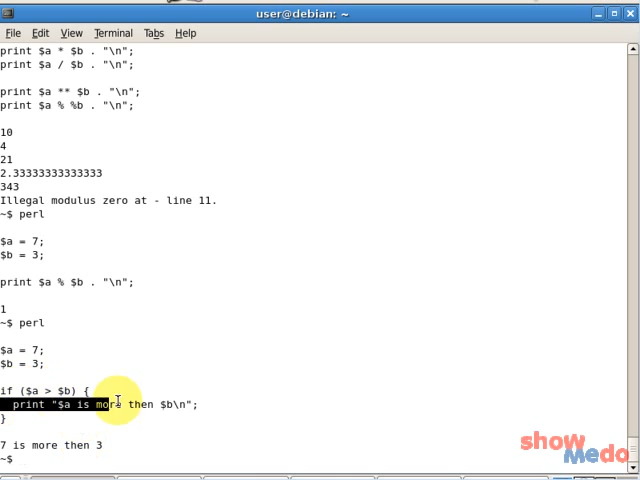 user@debian: ~
File Edit View Terminal Tabs Help
print $a * $b . "\n";
print $a / $b . "\n";
print $a ** $b . "\n";
print $a % %b . "\n";
10
4
21
2.33333333333333
343
Illegal modulus zero at - line 11.
~$ perl
$a = 7;
$b = 3;
print $a % $b . "\n";
1
~$ perl
$a = 7;
$b = 3;
if ($a > $b) {
  print "$a is more then $b\n";
}
7 is more then 3
~$
show
medo